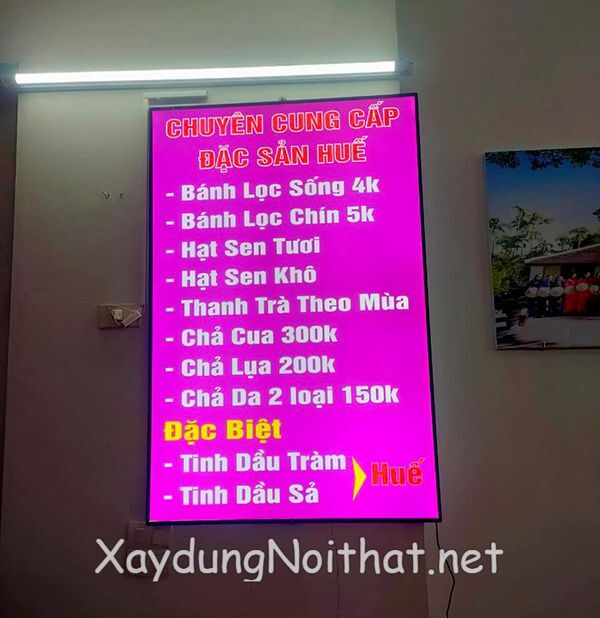 CHUYÊN CUNG CẤP
ĐẶC SẢN HUẾ
- Bánh Lọc Sống 4k
- Bánh Lọc Chín 5k
- Hạt Sen Tươi
- Hạt Sen Khô
- Thanh Trà Theo Mùa
- Chả Cua 300k
- Chả Lụa 200k
- Chả Da 2 loại 150k
Đặc Biệt
- Tinh Dầu Tràm
- Tinh Dầu Sả
Huế
XaydungNoithat.net